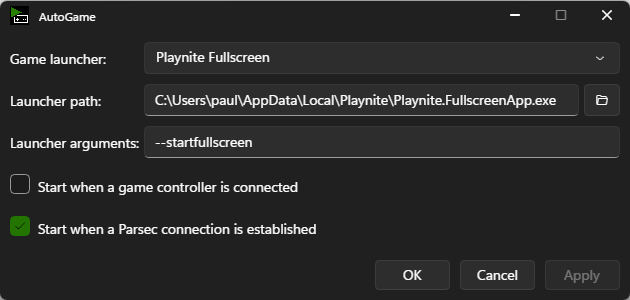 AutoGame
Game launcher: Playnite Fullscreen
Launcher path: C:\Users\paul\AppData\Local\Playnite\Playnite.FullscreenApp.exe
Launcher arguments: --startfullscreen
Start when a game controller is connected
Start when a Parsec connection is established
OK Cancel Apply